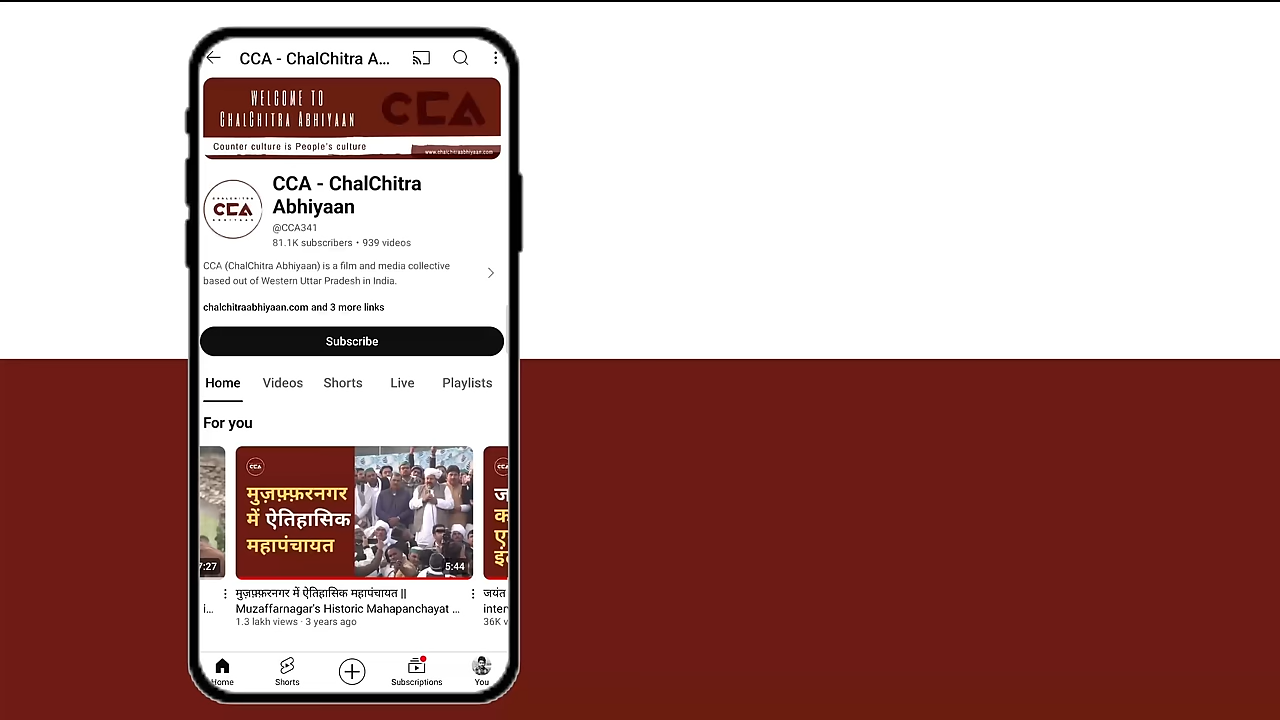 CCA - ChalChitra A...
WELCOME TO
CHALCHITRA ABHIYAAN
CCA
Counter culture is People's culture
www.chalchitraabhiyaan.com
CHALCHITRA
CCA
ABHIYAAN
CCA - ChalChitra
Abhiyaan
@CCA341
81.1K subscribers • 939 videos
CCA (ChalChitra Abhiyaan) is a film and media collective
based out of Western Uttar Pradesh in India.
chalchitraabhiyaan.com and 3 more links
Subscribe
Home Videos Shorts Live Playlists
For you
7:27
i...
CCA
मुज़फ़्फ़रनगर
में ऐतिहासिक
महापंचायत
5:44
मुज़फ़्फ़रनगर में ऐतिहासिक महापंचायत ||
Muzaffarnagar's Historic Mahapanchayat ...
1.3 lakh views · 3 years ago
जयंत
36K
Home Shorts Subscriptions You